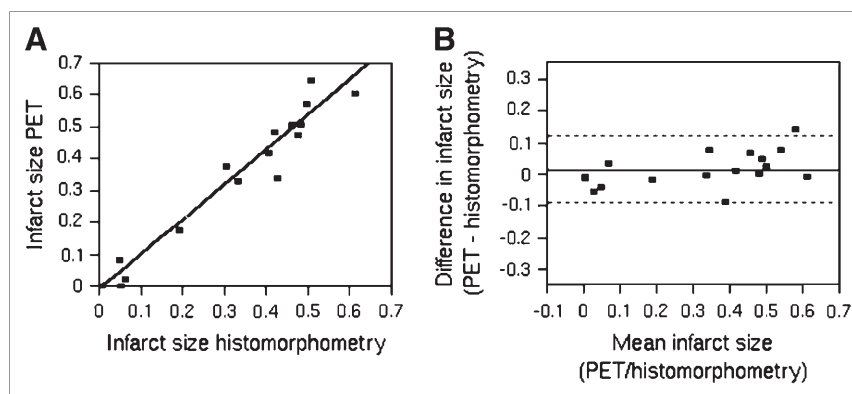 A
0.7
0.6
0.5
0.4
0.3
0.2
0.1
0
0 0.1 0.2 0.3 0.4 0.5 0.6 0.7
Infarct size PET
Infarct size histomorphometry
B
0.3
0.2
0.1
0
-0.1
-0.2
-0.3
-0.1 0 0.1 0.2 0.3 0.4 0.5 0.6 0.7
Difference in infarct size
(PET - histomorphometry)
Mean infarct size
(PET/histomorphometry)